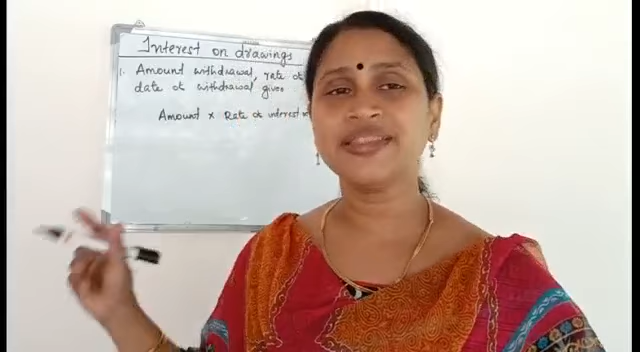 Interest on drawings
1. Amount withdrawal, rate of
date of withdrawal given
Amount x Rate of interest